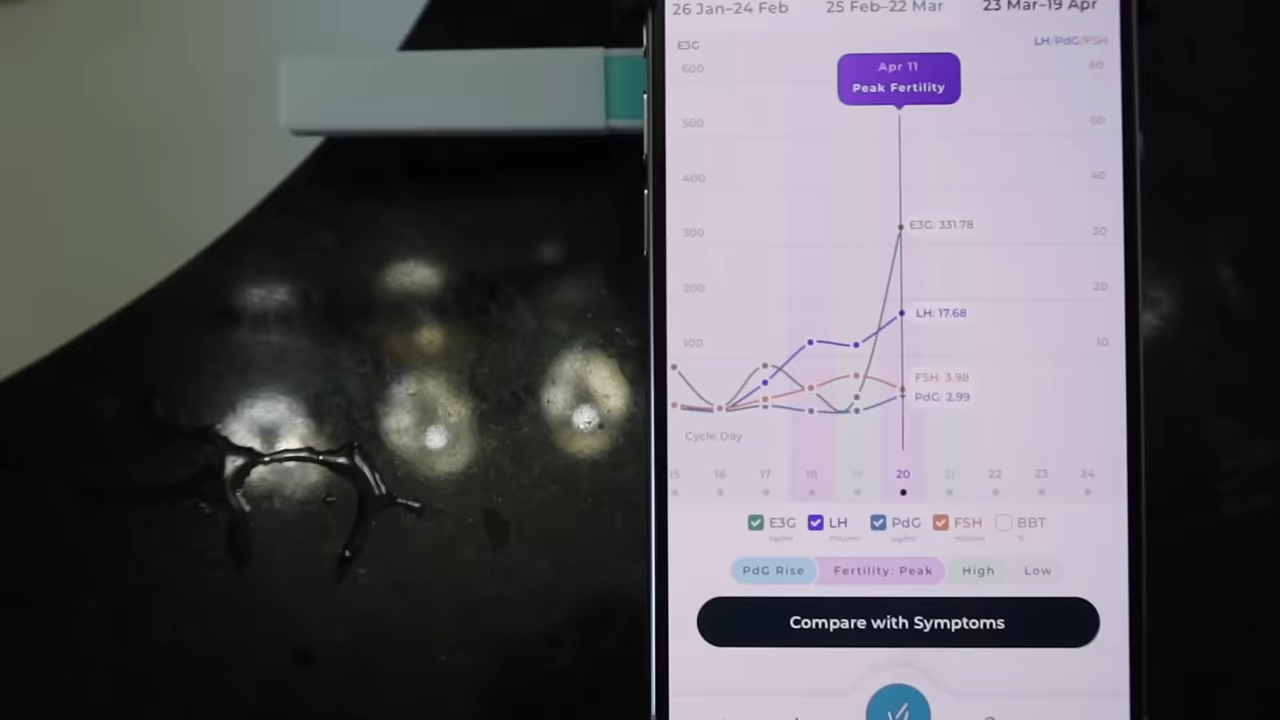 26 Jan–24 Feb 25 Feb–22 Mar 23 Mar–19 Apr
E3G LH/PdG/FSH
Apr 11
Peak Fertility
600 60
500 50
400 40
300 30
200 20
100 10
E3G: 331.78
LH: 17.68
FSH: 3.98
PdG: 2.99
Cycle Day
15 16 17 18 19 20 21 22 23 24
E3G LH PdG FSH BBT
PdG Rise Fertility: Peak High Low
Compare with Symptoms